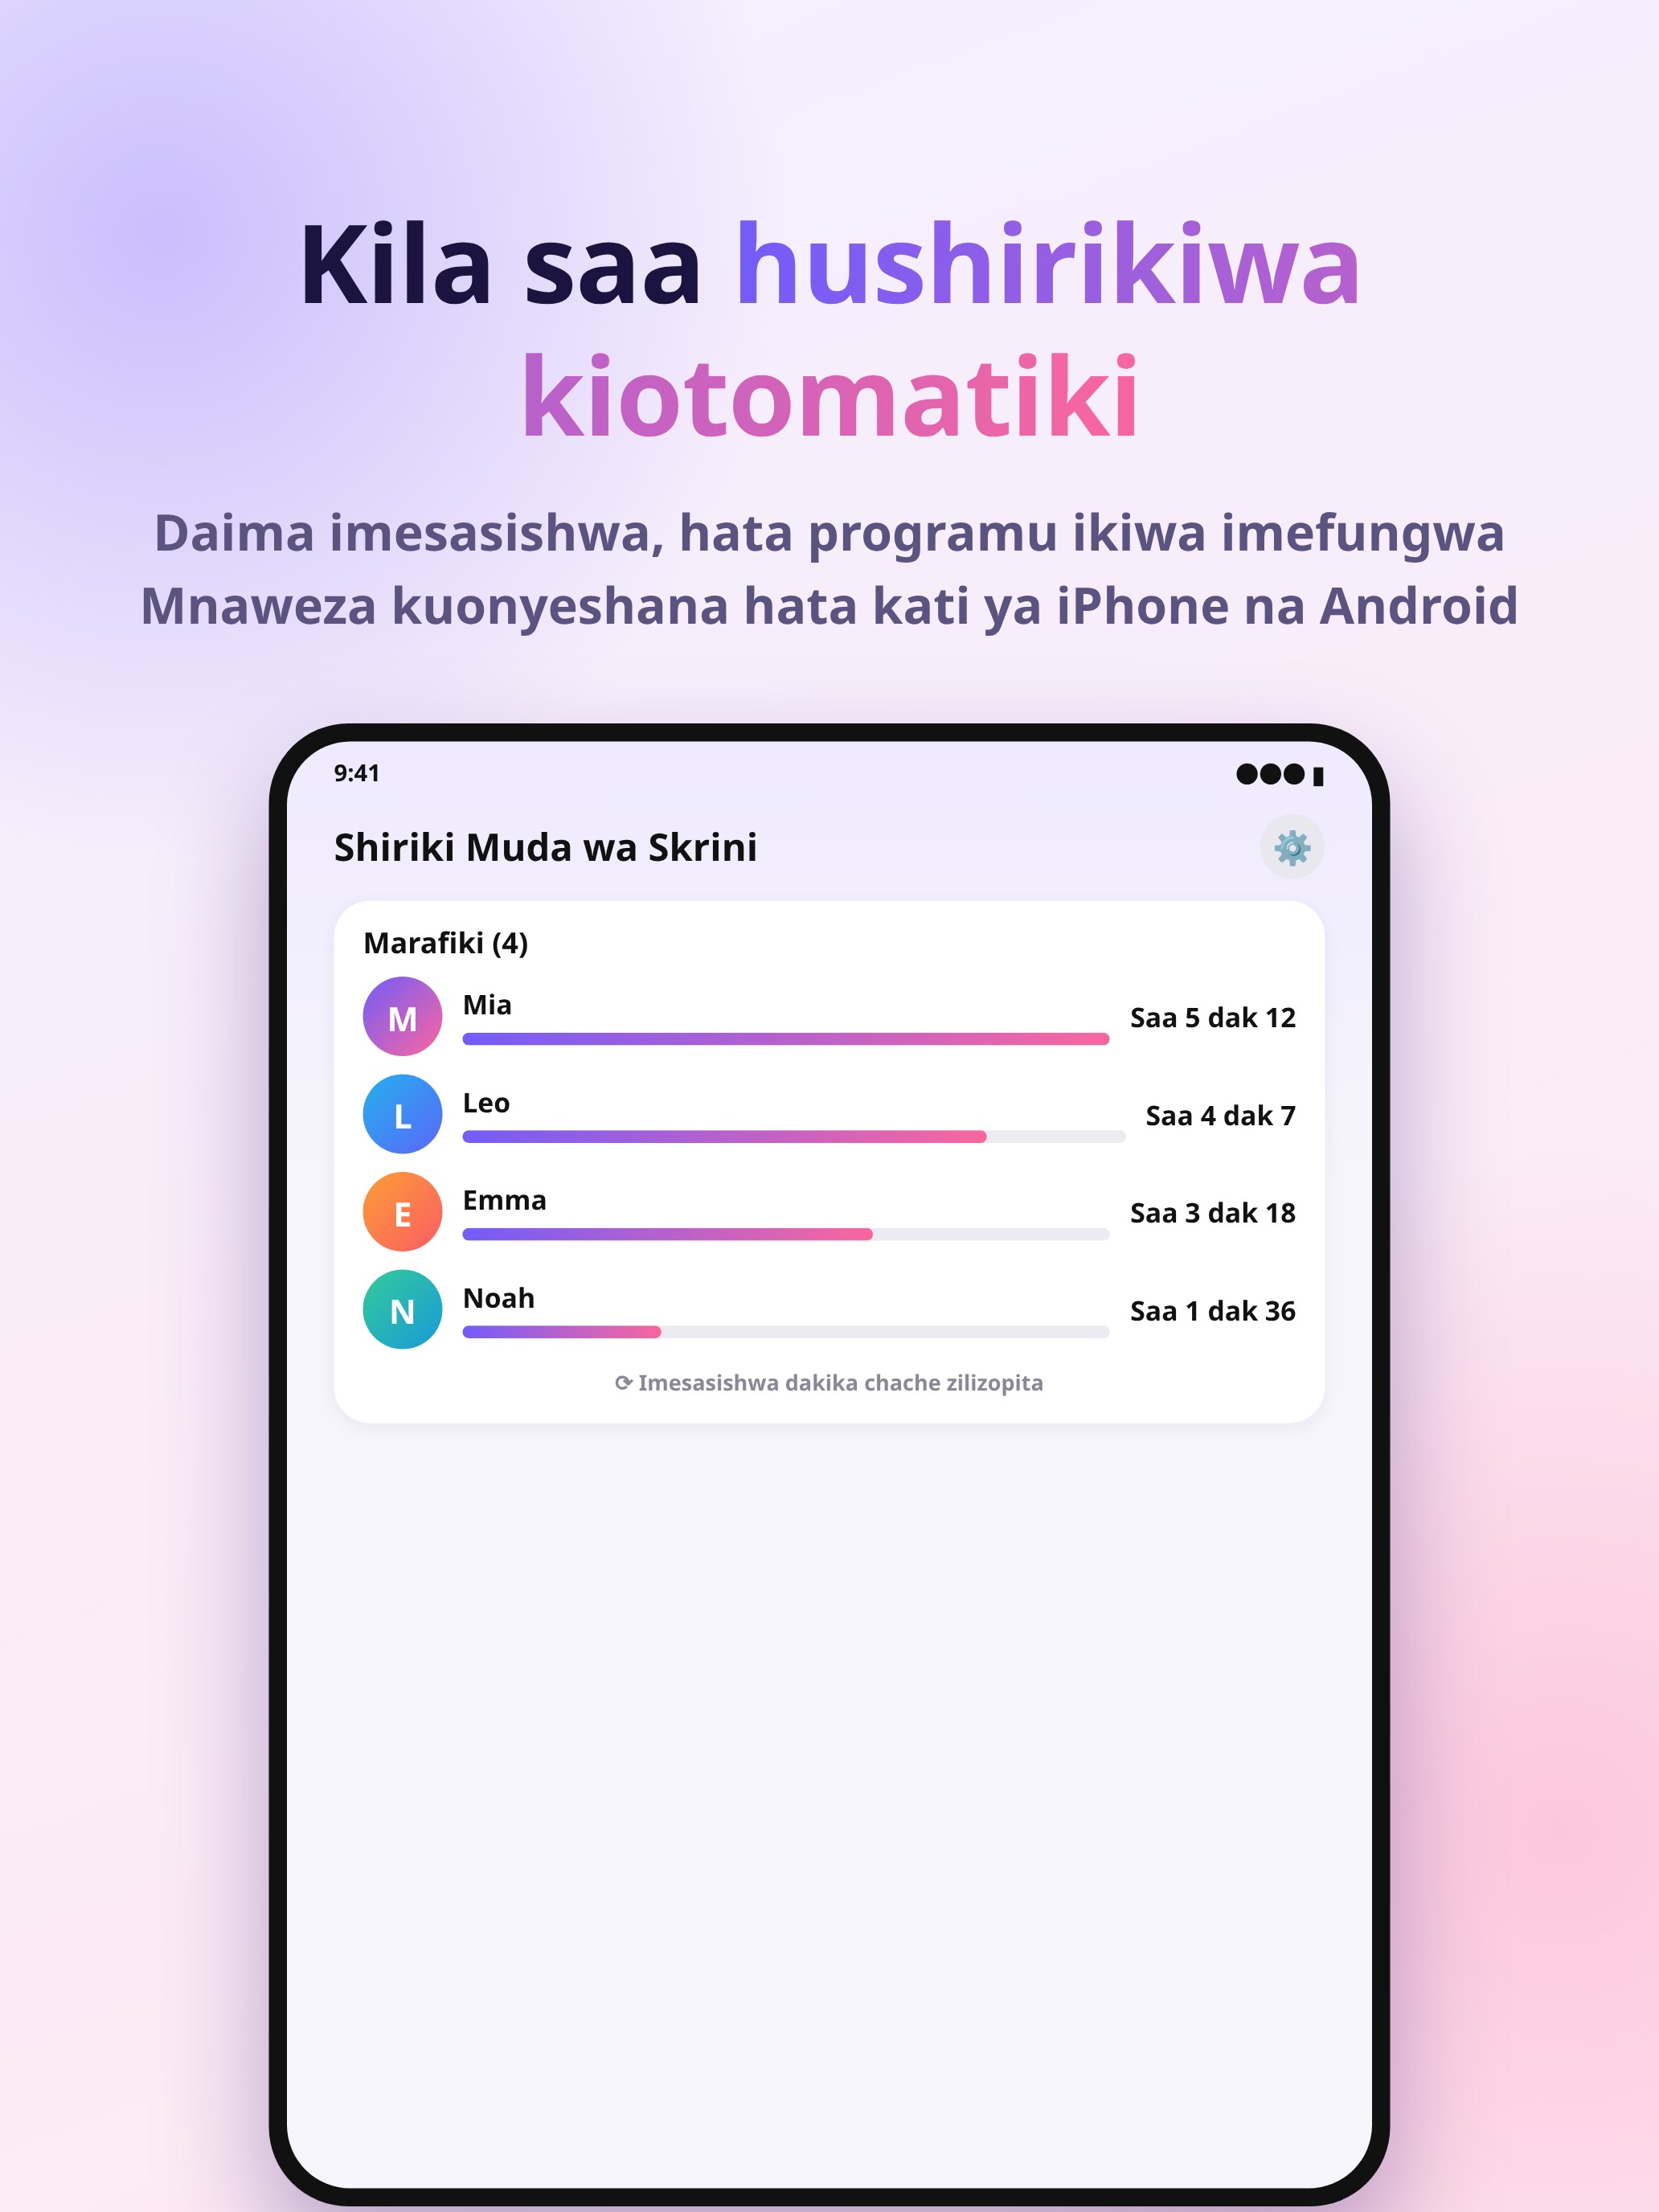 Kila saa hushirikiwa
kiotomatiki
Daima imesasishwa, hata programu ikiwa imefungwa
Mnaweza kuonyeshana hata kati ya iPhone na Android
9:41
Shiriki Muda wa Skrini
Marafiki (4)
M
Mia
Saa 5 dak 12
L
Leo
Saa 4 dak 7
E
Emma
Saa 3 dak 18
N
Noah
Saa 1 dak 36
⟳ Imesasishwa dakika chache zilizopita